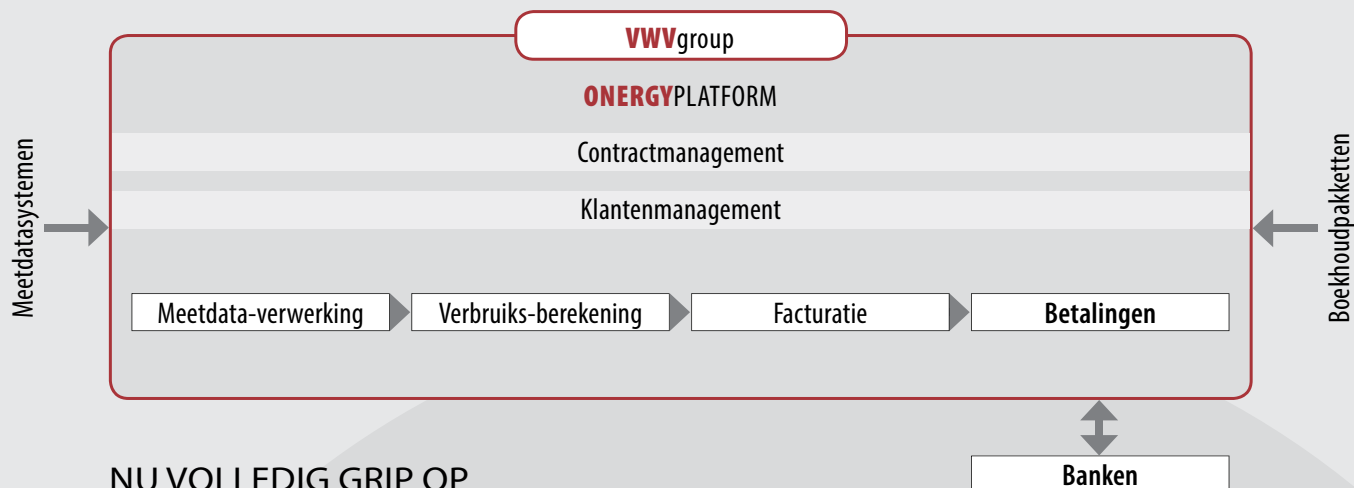 VWVgroup
ONERGYPLATFORM
Contractmanagement
Klantenmanagement
Meetdatasystemen
Boekhoudpakketten
Meetdata-verwerking
Verbruiks-berekening
Facturatie
Betalingen
Banken
NU VOLLEDIG GRIP OP